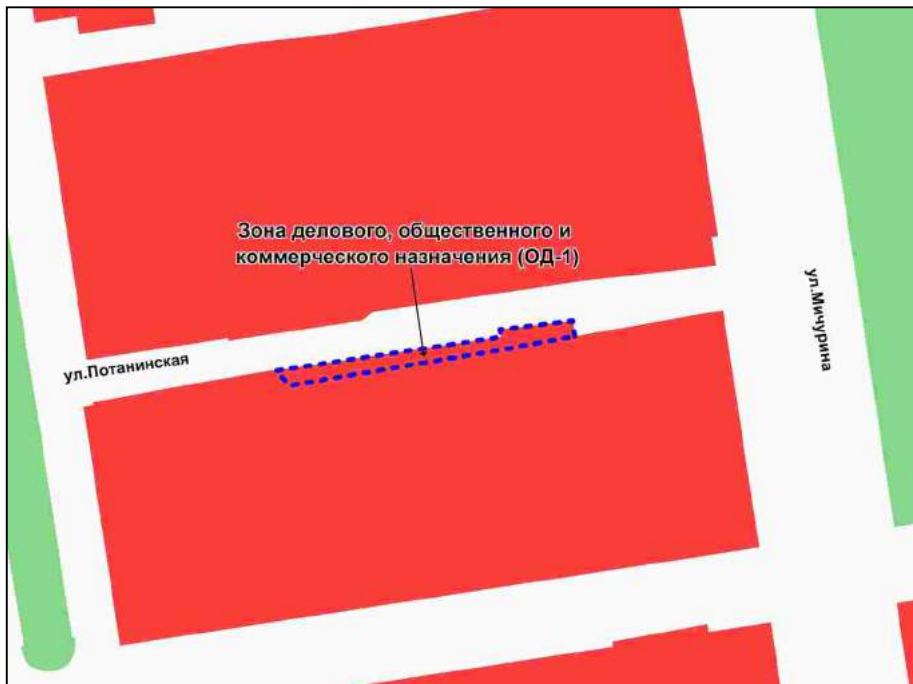 Зона делового, общественного и
коммерческого назначения (ОД-1)
ул.Потанинская
ул.Мичурина